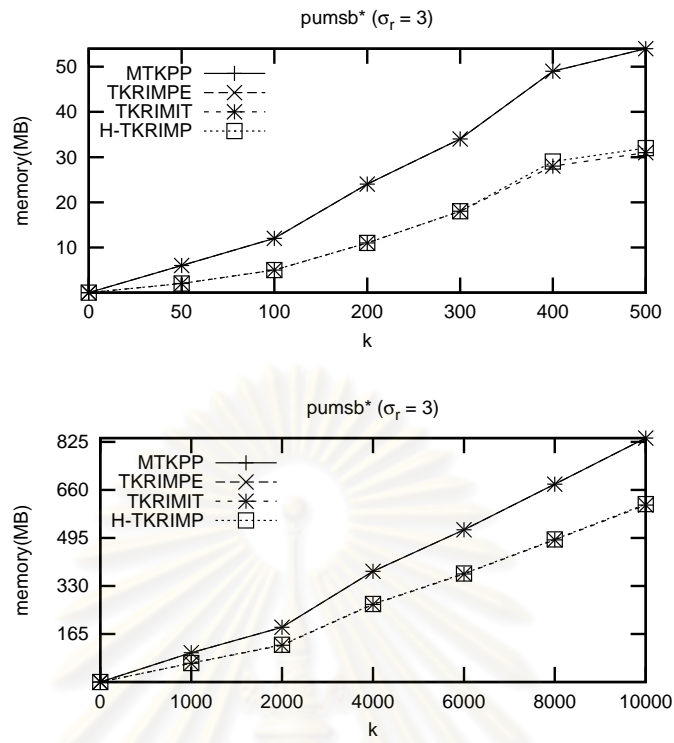 pumsb* (σr = 3)
50
40
30
20
10
memory(MB)
MTKPP
TKRIMPE
TKRIMIT
H-TKRIMP
0 50 100 200 300 400 500
k
pumsb* (σr = 3)
825
660
495
330
165
memory(MB)
MTKPP
TKRIMPE
TKRIMIT
H-TKRIMP
0 1000 2000 4000 6000 8000 10000
k